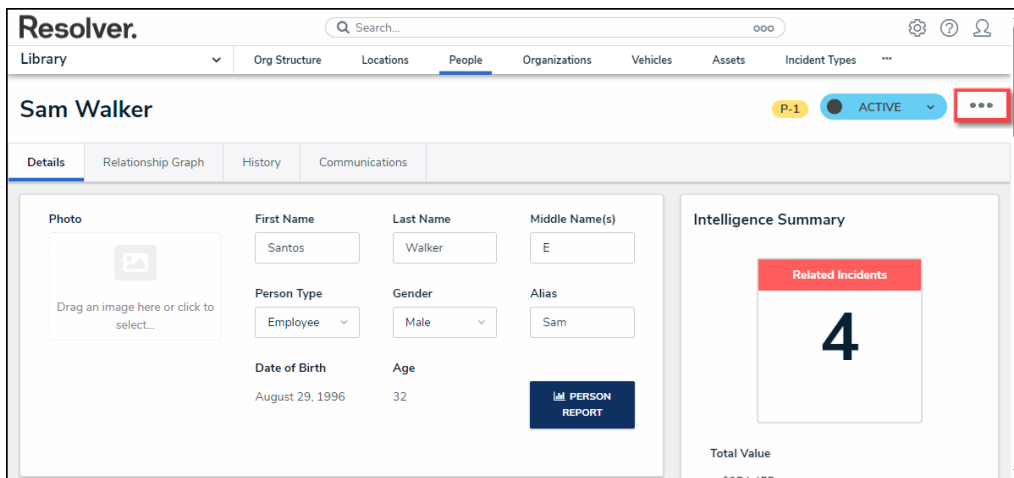 Resolver.
Search...
Library
Org Structure
Locations
People
Organizations
Vehicles
Assets
Incident Types
Sam Walker
P-1
ACTIVE
Details
Relationship Graph
History
Communications
Photo
Drag an image here or click to
select...
First Name
Last Name
Middle Name(s)
Santos
Walker
E
Person Type
Gender
Alias
Employee
Male
Sam
Date of Birth
Age
August 29, 1996
32
PERSON
REPORT
Intelligence Summary
Related Incidents
4
Total Value